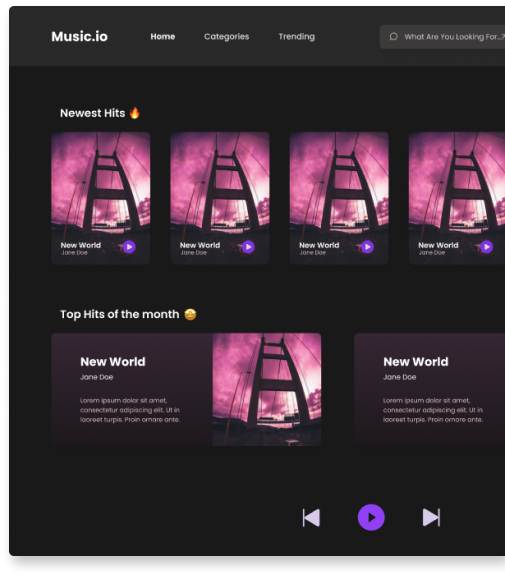 Music.io
Home
Categories
Trending
What Are You Looking For...?
Newest Hits 🔥
New World
Jane Doe
New World
Jane Doe
New World
Jane Doe
New World
Jane Doe
Top Hits of the month 🤩
New World
Jane Doe
Lorem ipsum dolor sit amet,
consectetur adipiscing elit. Ut in
laoreet turpis. Proin ornare ante.
New World
Jane Doe
Lorem ipsum dolor sit amet,
consectetur adipiscing elit. Ut in
laoreet turpis. Proin ornare ante.